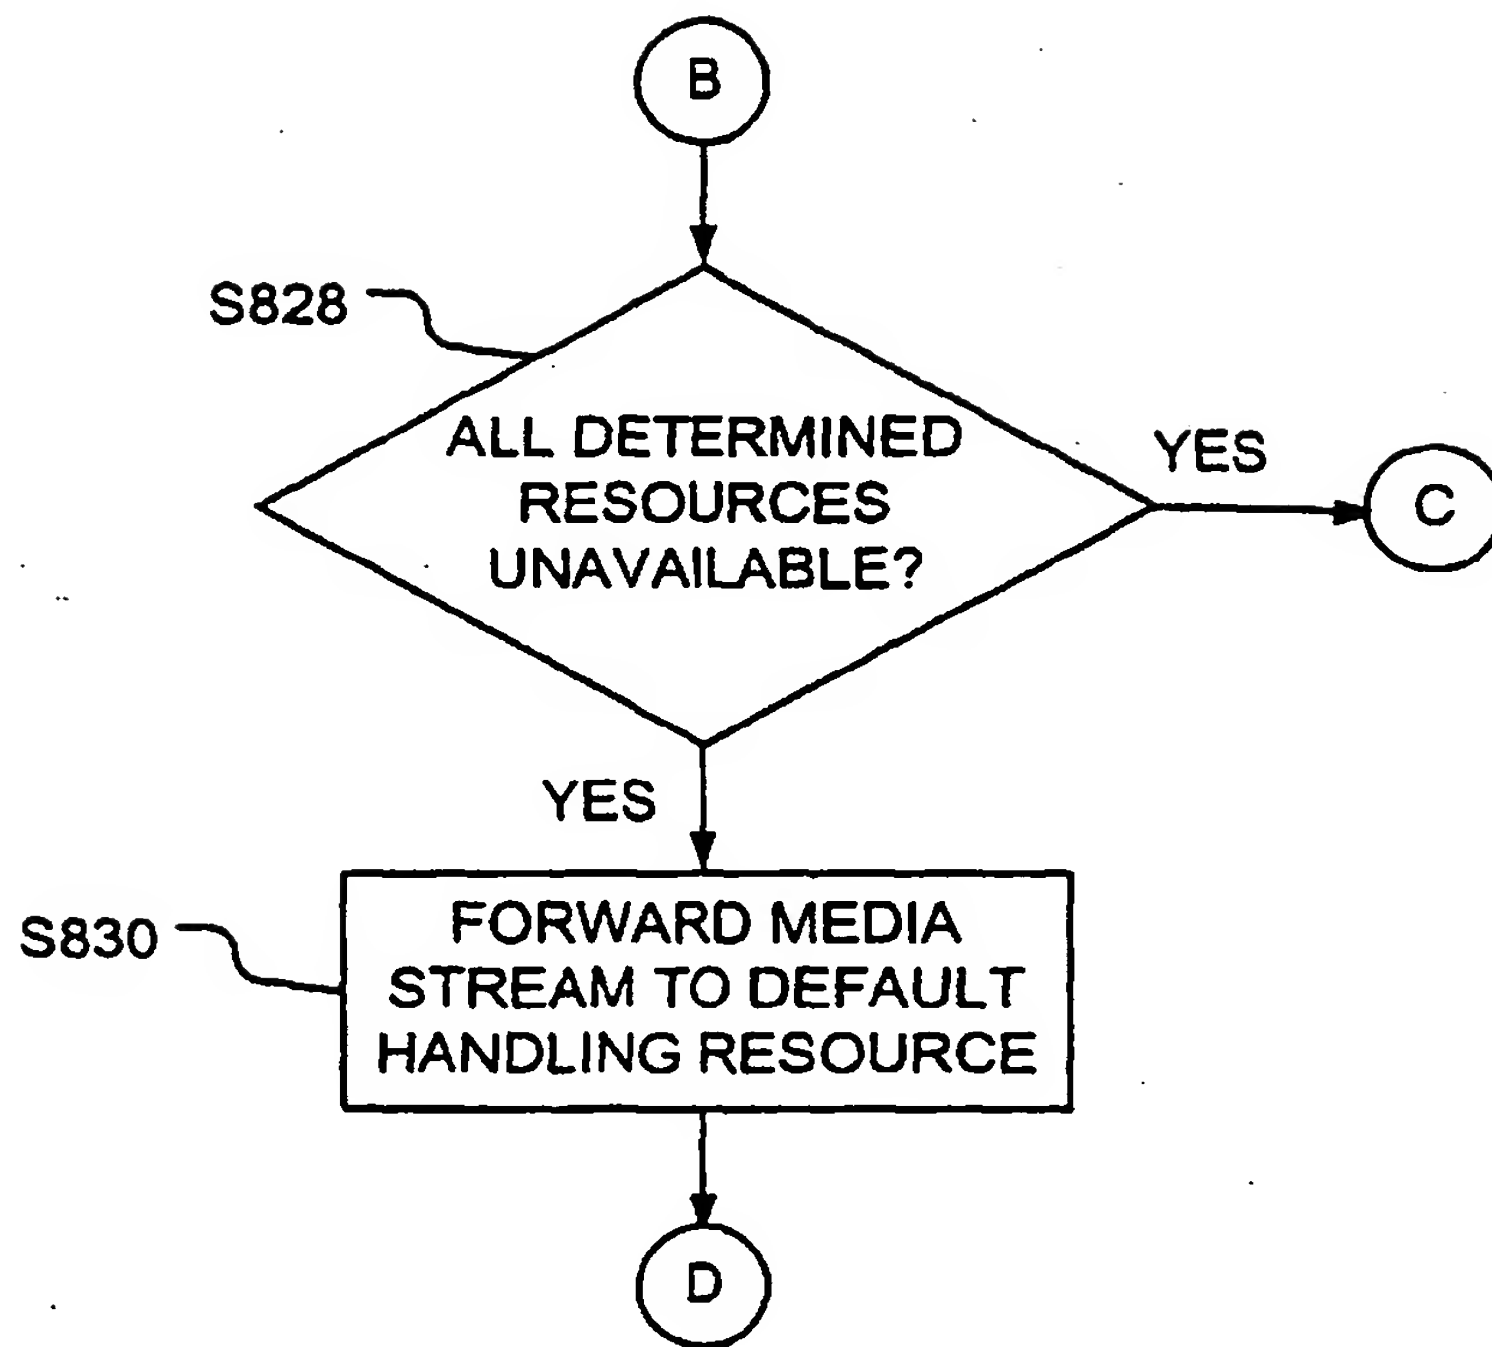 B
S828
ALL DETERMINED
RESOURCES
UNAVAILABLE?
YES
C
YES
S830
FORWARD MEDIA
STREAM TO DEFAULT
HANDLING RESOURCE
D